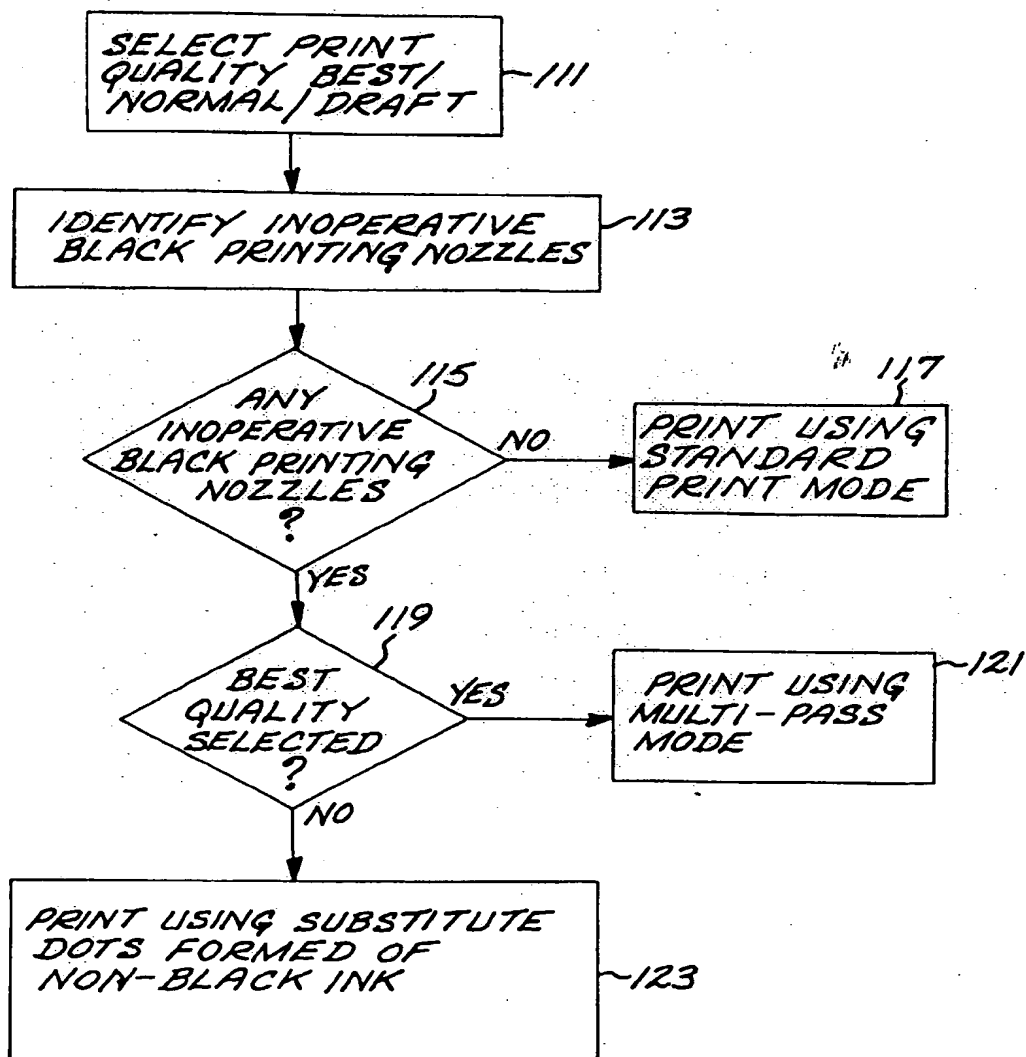 SELECT PRINT
QUALITY BEST/
NORMAL/DRAFT
111
IDENTIFY INOPERATIVE
BLACK PRINTING NOZZLES
113
115
ANY
INOPERATIVE
BLACK PRINTING
NOZZLES
?
NO
117
PRINT USING
STANDARD
PRINT MODE
YES
119
BEST
QUALITY
SELECTED
?
YES
121
PRINT USING
MULTI-PASS
MODE
NO
PRINT USING SUBSTITUTE
DOTS FORMED OF
NON-BLACK INK
123